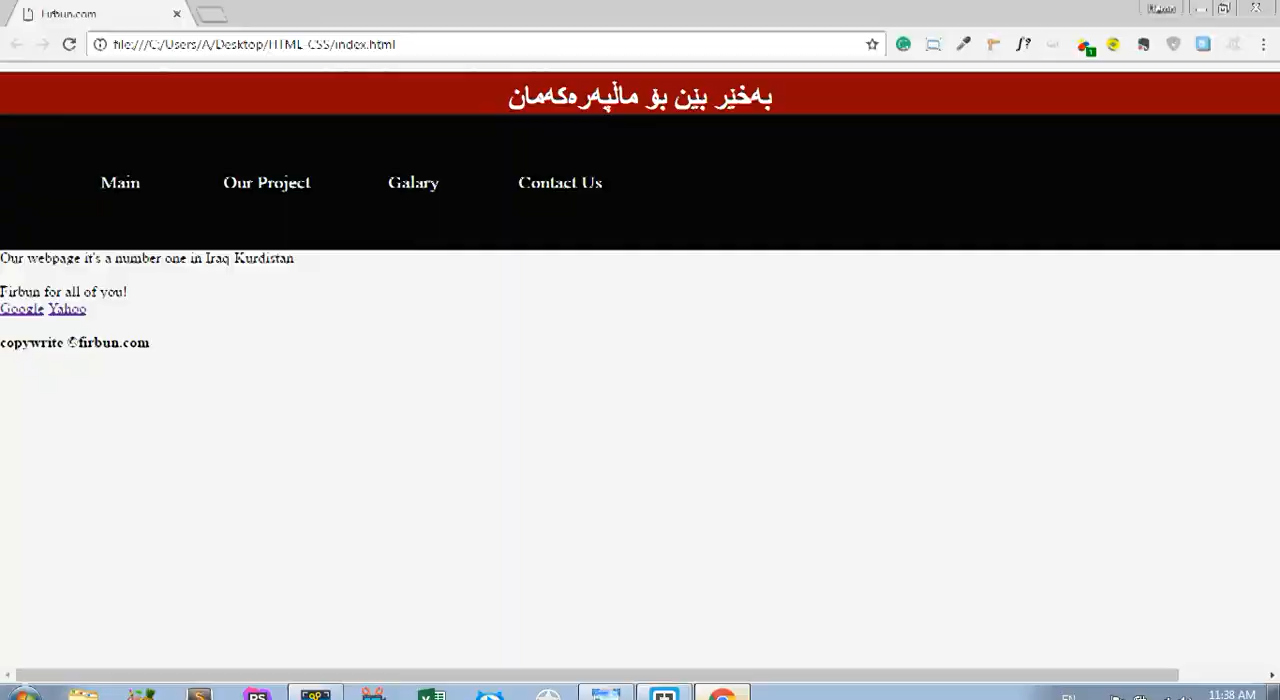 Firbun.com
file:///C:/Users/A/Desktop/HTML-CSS/index.html
بەخێر بێن بۆ ماڵپەرەکەمان
Main Our Project Galary Contact Us
Our webpage it's a number one in Iraq Kurdistan
Firbun for all of you!
Google Yahoo
copywrite ©firbun.com
EN 11:38 AM